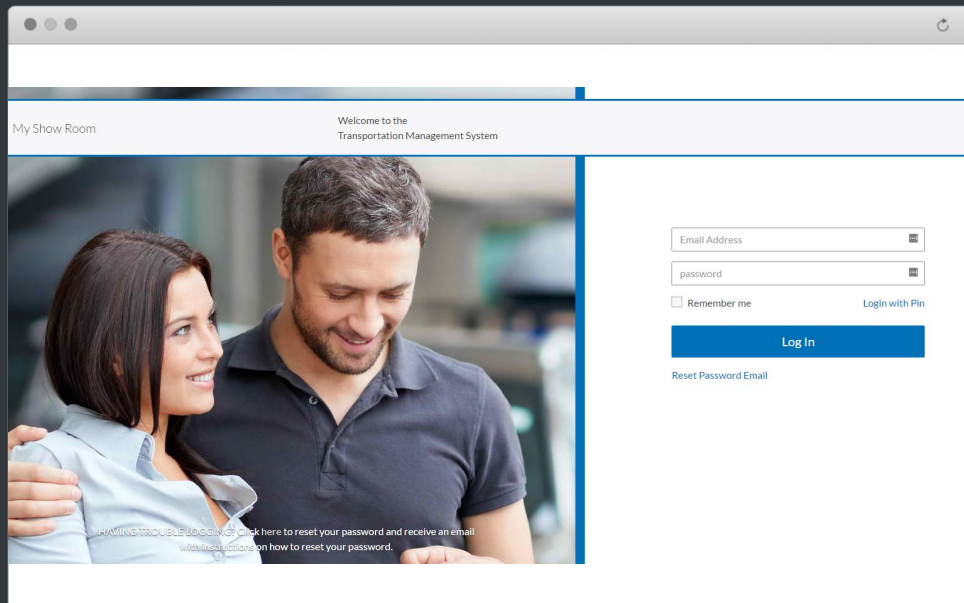 My Show Room
Welcome to the
Transportation Management System
Email Address
password
Remember me
Login with Pin
Log In
Reset Password Email
HAVING TROUBLE LOGGING? Click here to reset your password and receive an email
with instructions on how to reset your password.